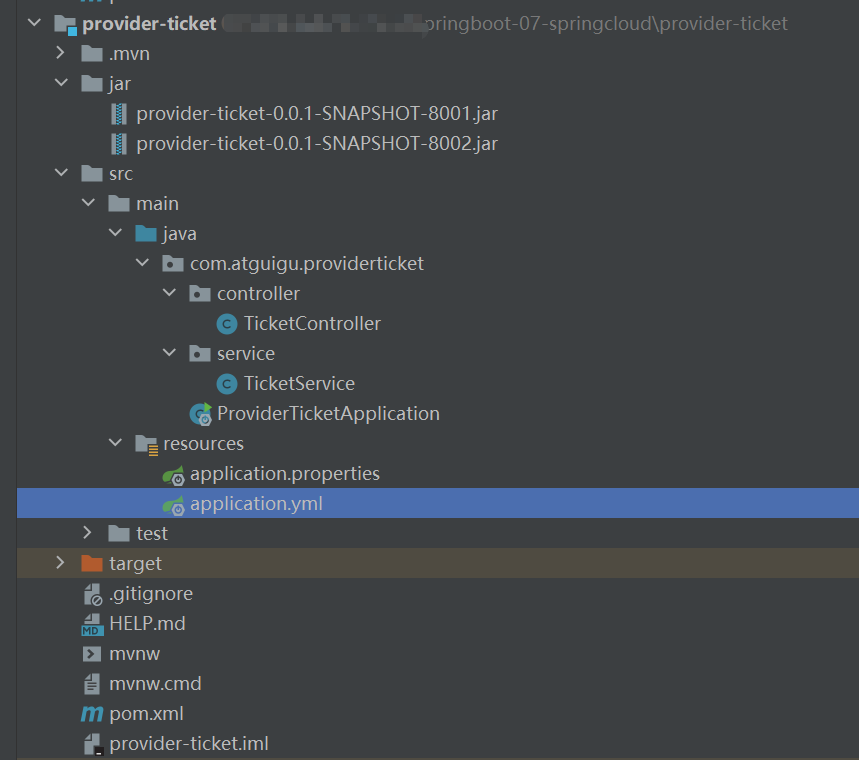 provider-ticket pringboot-07-springcloud\provider-ticket
.mvn
jar
provider-ticket-0.0.1-SNAPSHOT-8001.jar
provider-ticket-0.0.1-SNAPSHOT-8002.jar
src
main
java
com.atguigu.providerticket
controller
C TicketController
service
C TicketService
ProviderTicketApplication
resources
application.properties
application.yml
test
target
.gitignore
MD HELP.md
mvnw
mvnw.cmd
m pom.xml
provider-ticket.iml